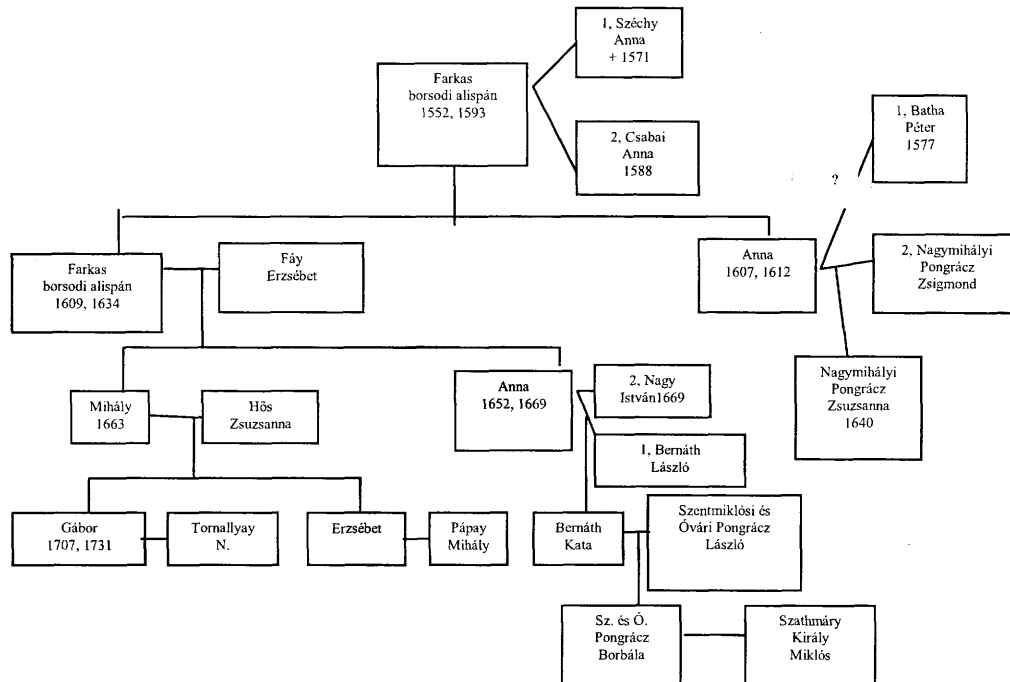 1, Széchy
Anna
+ 1571
Farkas
borsodi alispán
1552, 1593
1, Batha
Péter
1577
2, Csabai
Anna
1588
?
Farkas
borsodi alispán
1609, 1634
Fáy
Erzsébet
Anna
1607, 1612
2, Nagymihályi
Pongrácz
Zsigmond
Mihály
1663
Hős
Zsuzsanna
Anna
1652, 1669
2, Nagy
István1669
Nagymihályi
Pongrácz
Zsuzsanna
1640
1, Bernáth
László
Gábor
1707, 1731
Tornallyay
N.
Erzsébet
Pápay
Mihály
Bernáth
Kata
Szentmiklósi és
Óvári Pongrácz
László
Sz. és Ó.
Pongrácz
Borbála
Szathmáry
Király
Miklós